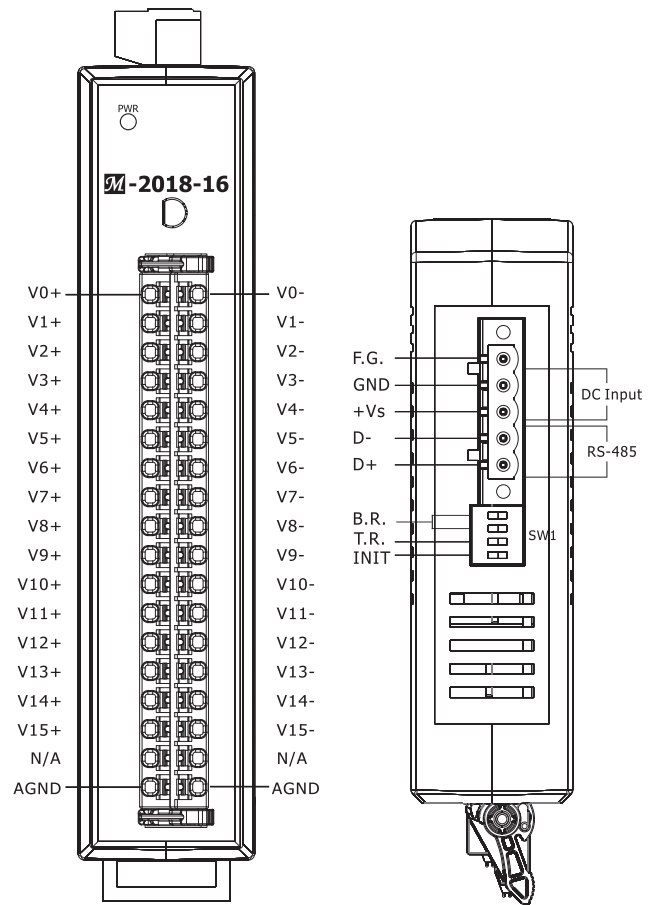 PWR
M-2018-16
V0+ V0-
V1+ V1-
V2+ V2-
V3+ V3-
V4+ V4-
V5+ V5-
V6+ V6-
V7+ V7-
V8+ V8-
V9+ V9-
V10+ V10-
V11+ V11-
V12+ V12-
V13+ V13-
V14+ V14-
V15+ V15-
N/A N/A
AGND AGND
F.G.
GND
+Vs
D-
D+
DC Input
RS-485
B.R.
T.R.
INIT
SW1